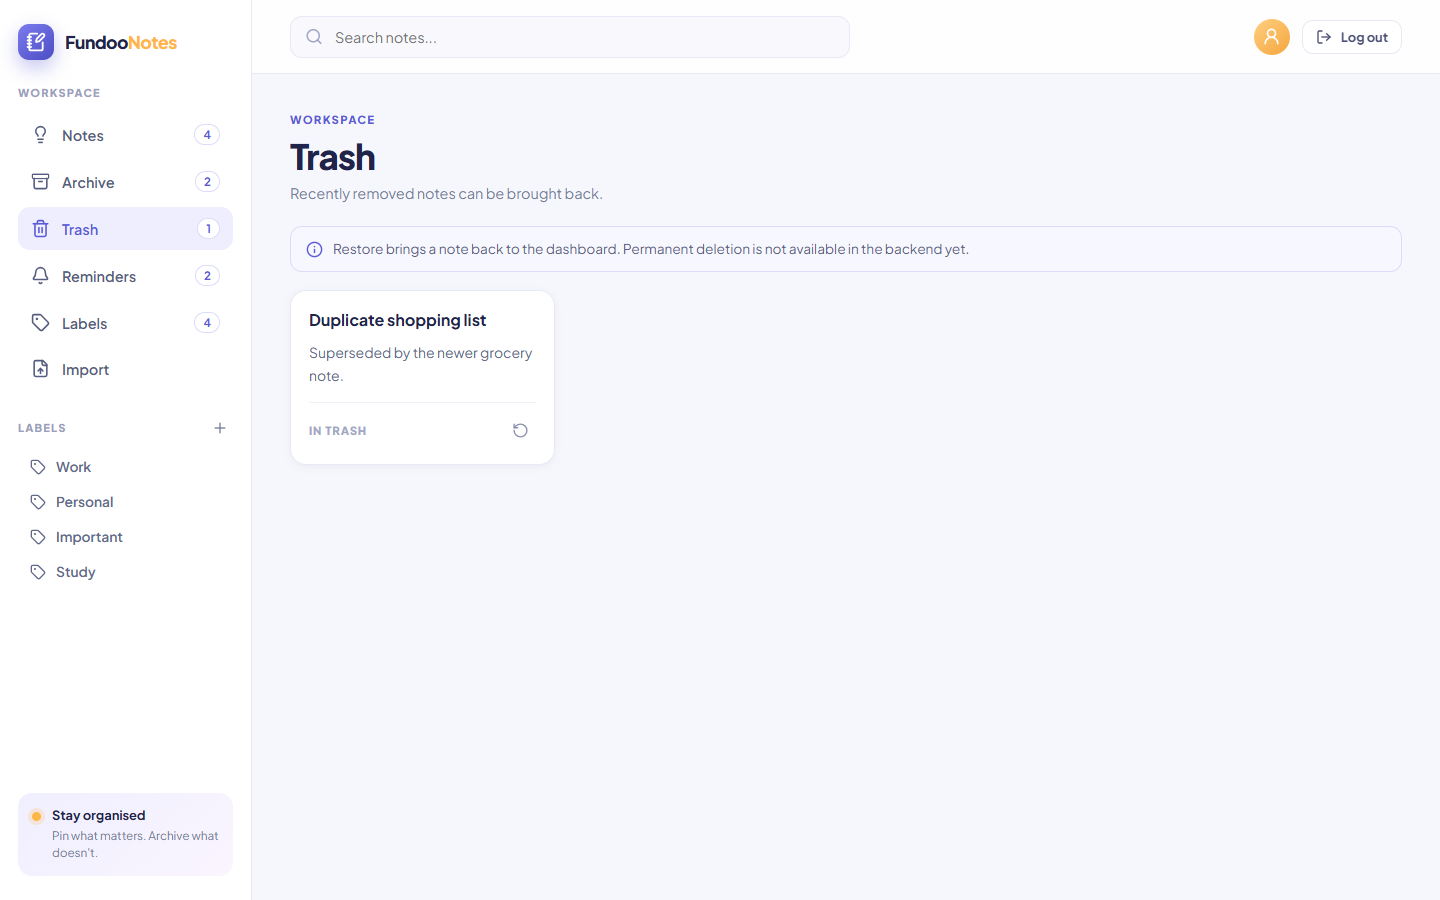 FundooNotes
WORKSPACE
Notes 4
Archive 2
Trash 1
Reminders 2
Labels 4
Import
LABELS
Work
Personal
Important
Study
Stay organised
Pin what matters. Archive what
doesn't.
Search notes...
Log out
WORKSPACE
Trash
Recently removed notes can be brought back.
Restore brings a note back to the dashboard. Permanent deletion is not available in the backend yet.
Duplicate shopping list
Superseded by the newer grocery
note.
IN TRASH